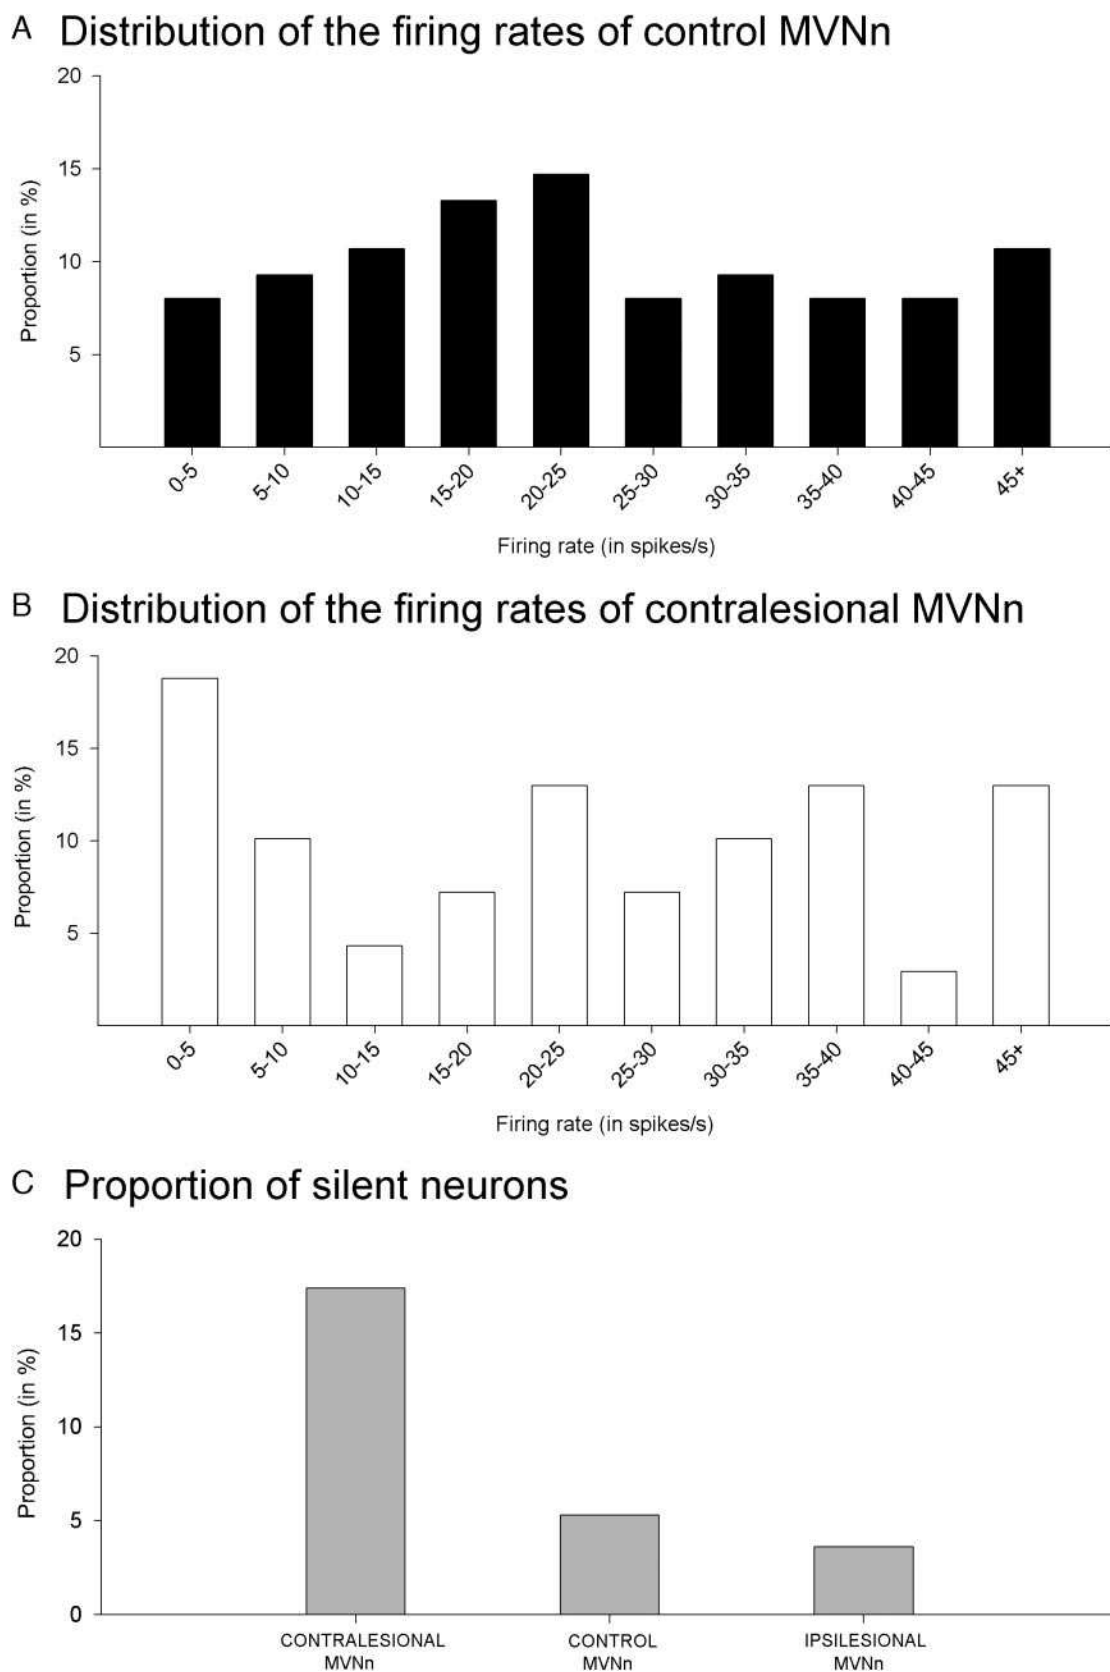 A Distribution of the firing rates of control MVNn
20
15
10
5
Proportion (in %)
0-5 5-10 10-15 15-20 20-25 25-30 30-35 35-40 40-45 45+
Firing rate (in spikes/s)
B Distribution of the firing rates of contralesional MVNn
20
15
10
5
Proportion (in %)
0-5 5-10 10-15 15-20 20-25 25-30 30-35 35-40 40-45 45+
Firing rate (in spikes/s)
C Proportion of silent neurons
20
15
10
5
0
Proportion (in %)
CONTRALESIONAL CONTROL IPSILESIONAL
MVNn MVNn MVNn